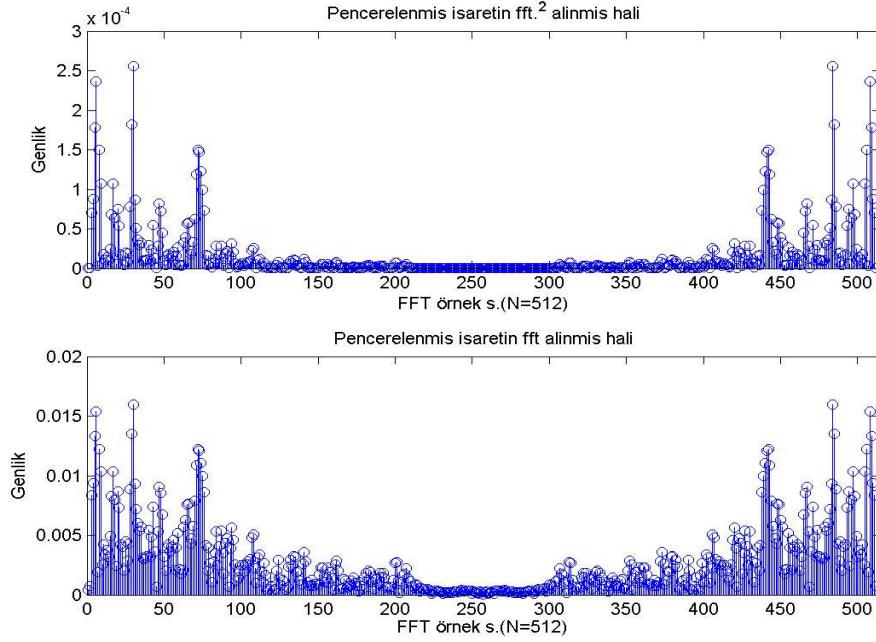 Pencerelenmis isaretin fft.² alinmis hali
x 10⁻⁴
3
2.5
2
1.5
1
0.5
0
Genlik
0 50 100 150 200 250 300 350 400 450 500
FFT örnek s.(N=512)
Pencerelenmis isaretin fft alinmis hali
0.02
0.015
0.01
0.005
0
Genlik
0 50 100 150 200 250 300 350 400 450 500
FFT örnek s.(N=512)